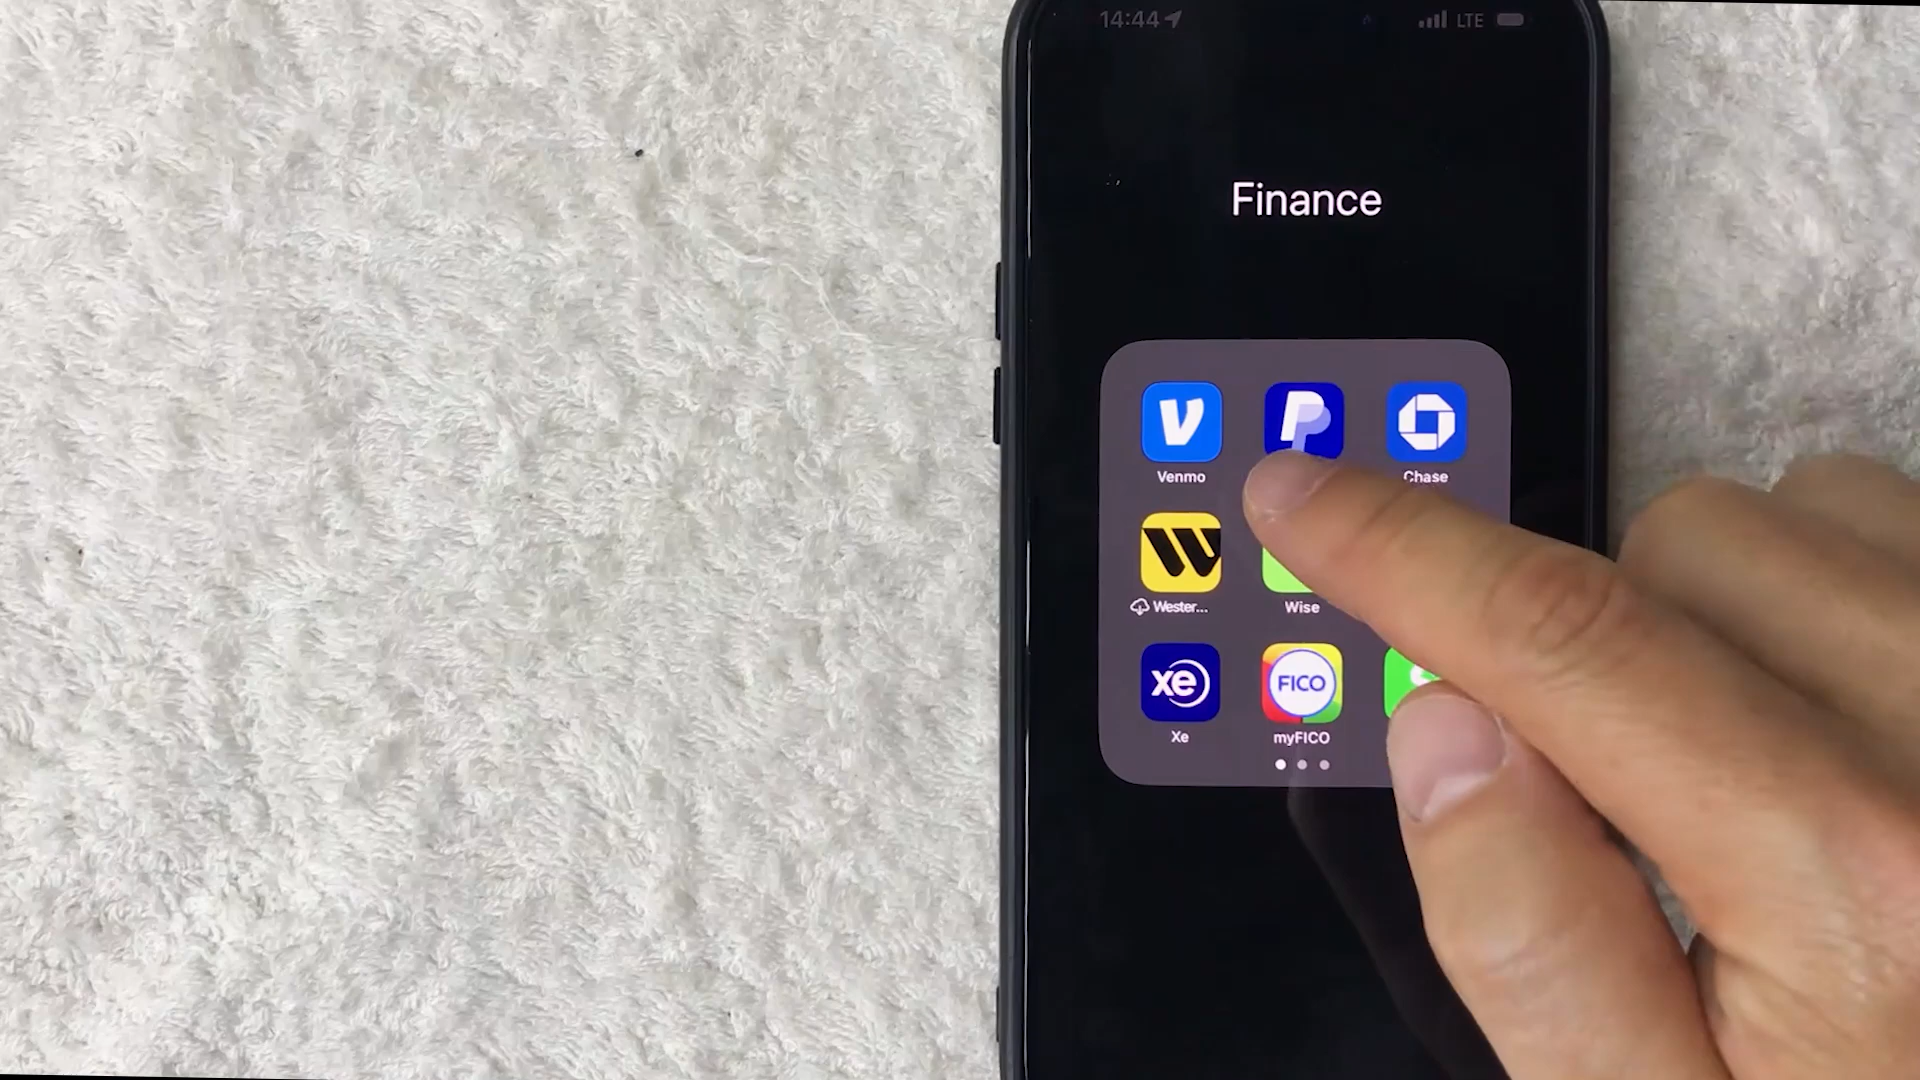 14:44 LTE
Finance
Venmo
Chase
Wester...
Wise
xe
FICO
Xe
myFICO